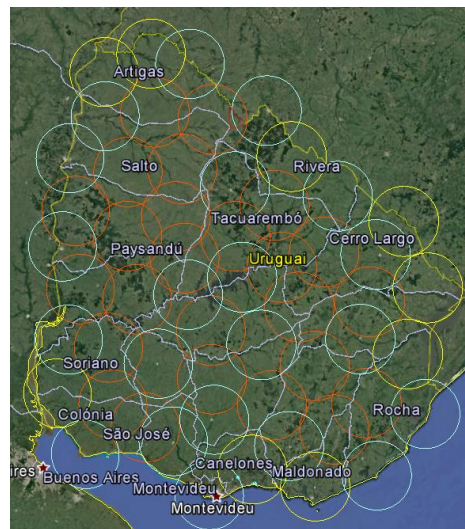 Artigas
Salto
Rivera
Tacuarembó
Cerro Largo
Paysandú
Uruguai
Soriano
Colónia
Rocha
São José
Canelones
ires
Buenos Aires
Maldonado
Montevideu
Montevideu